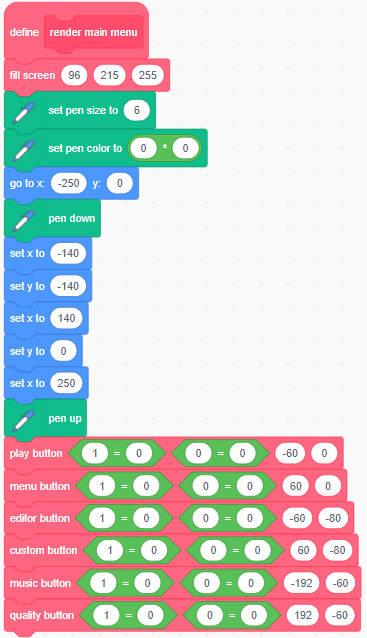 define render main menu
fill screen 96 215 255
set pen size to 6
set pen color to 0 * 0
go to x: -250 y: 0
pen down
set x to -140
set y to -140
set x to 140
set y to 0
set x to 250
pen up
play button 1 = 0 0 = 0 -60 0
menu button 1 = 0 0 = 0 60 0
editor button 1 = 0 0 = 0 -60 -80
custom button 1 = 0 0 = 0 60 -80
music button 1 = 0 0 = 0 -192 -60
quality button 1 = 0 0 = 0 192 -60